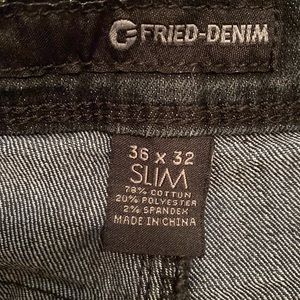 FRIED-DENIM
36 x 32
SLIM
78% COTTON
20% POLYESTER
2% SPANDEX
MADE IN CHINA